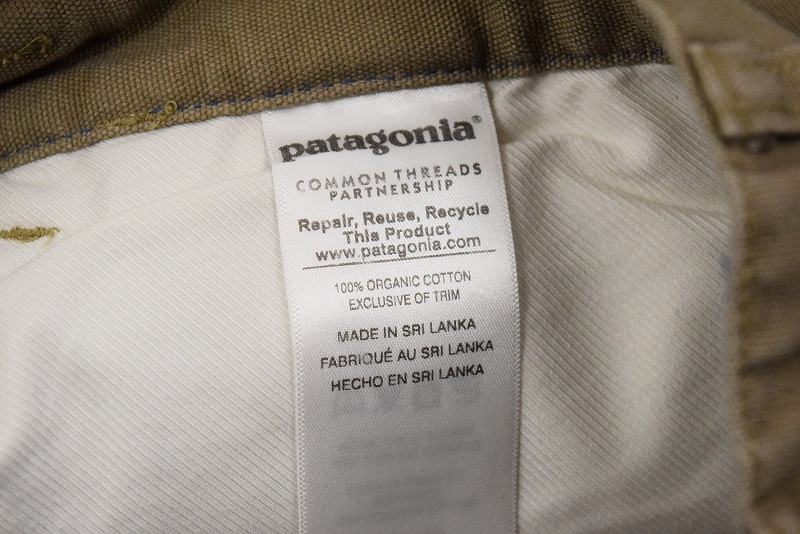 patagonia®
COMMON THREADS
PARTNERSHIP
Repair, Reuse, Recycle
This Product
www.patagonia.com
100% ORGANIC COTTON
EXCLUSIVE OF TRIM
MADE IN SRI LANKA
FABRIQUÉ AU SRI LANKA
HECHO EN SRI LANKA